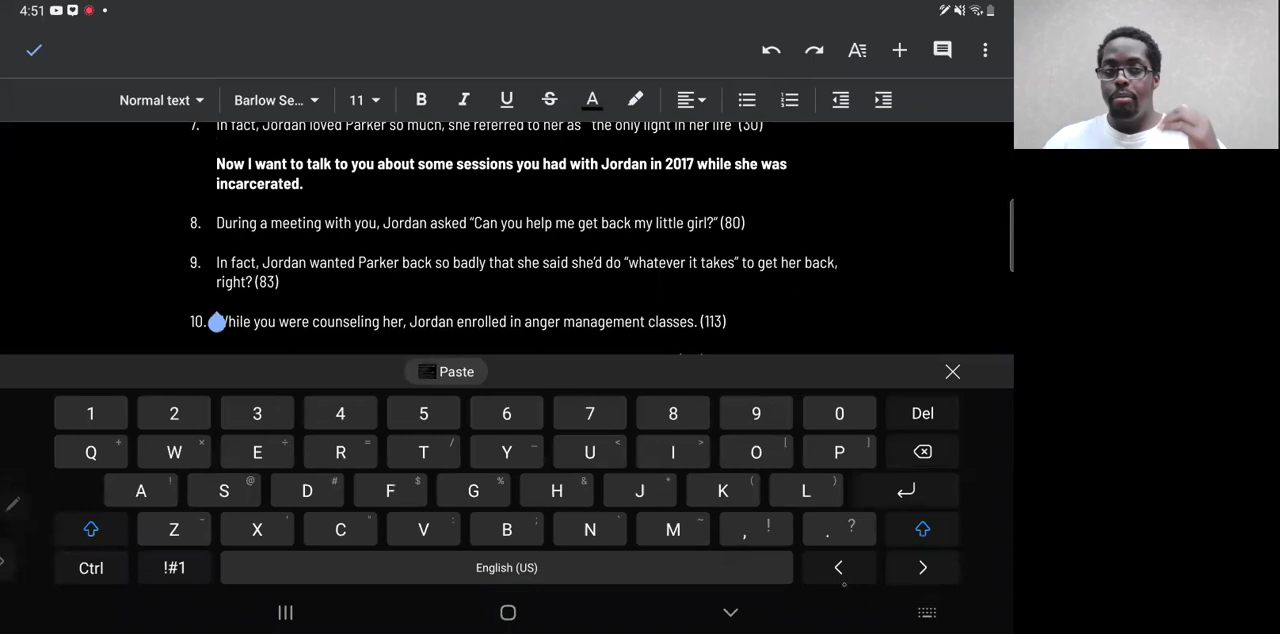 4:51
Normal text Barlow Se... 11 B I U S A
7. In fact, Jordan loved Parker so much, she referred to her as "the only light in her life" (30)
Now I want to talk to you about some sessions you had with Jordan in 2017 while she was
incarcerated.
8. During a meeting with you, Jordan asked “Can you help me get back my little girl?” (80)
9. In fact, Jordan wanted Parker back so badly that she said she’d do “whatever it takes” to get her back,
right? (83)
10. While you were counseling her, Jordan enrolled in anger management classes. (113)
Paste
1 2 3 4 5 6 7 8 9 0 Del
Q + W × E ÷ R = T / Y _ U < I > O [ P ]
A ! S @ D # F $ G % H & J * K ( L )
Z - X ' C " V : B ; N ' M ~ , ! . ?
Ctrl !#1 English (US) < >